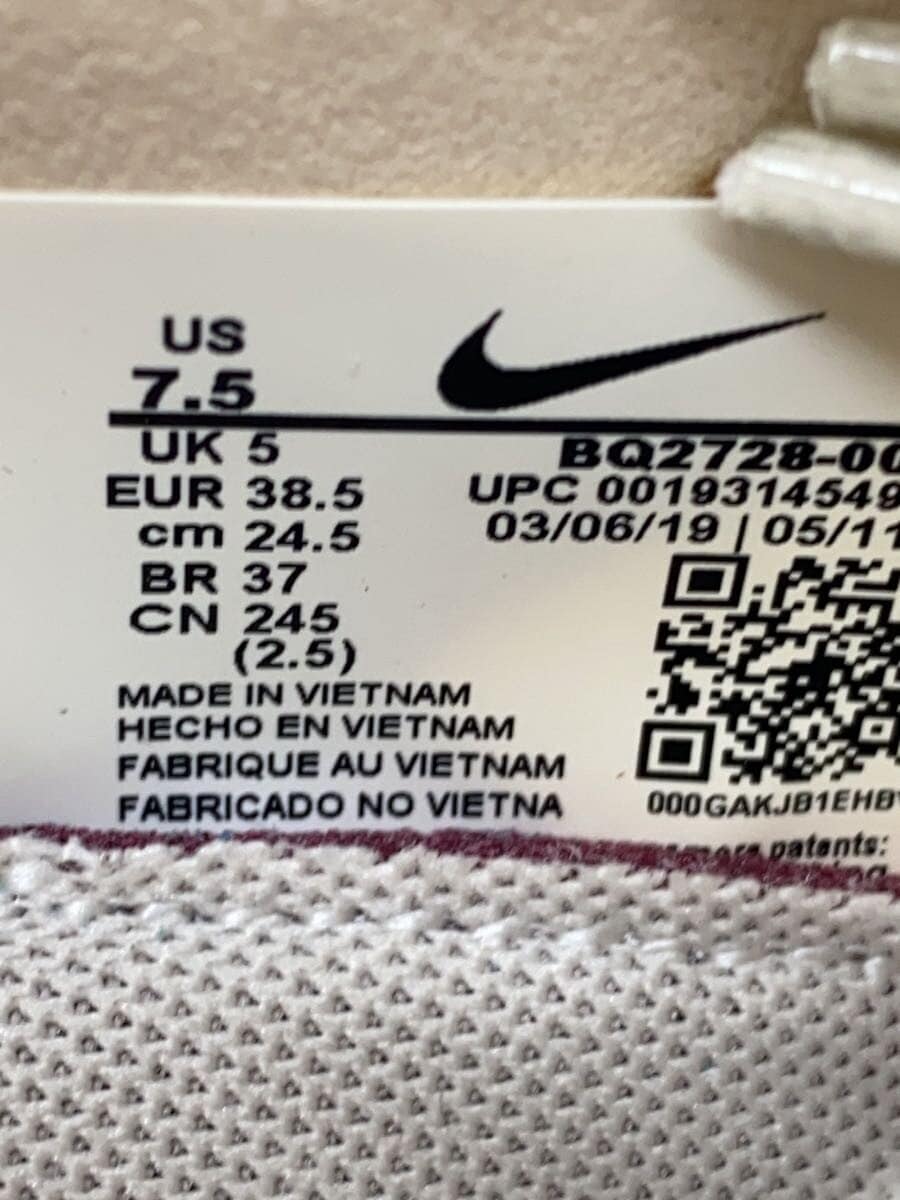 US
7.5
UK 5
EUR 38.5
cm 24.5
BR 37
CN 245
(2.5)
MADE IN VIETNAM
HECHO EN VIETNAM
FABRIQUE AU VIETNAM
FABRICADO NO VIETNA
BQ2728-00
UPC 0019314549
03/06/19 | 05/11
000GAKJB1EHB
patents: